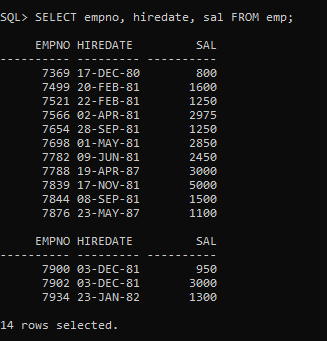 SQL> SELECT empno, hiredate, sal FROM emp;
EMPNO HIREDATE SAL
---------- --------- ----------
7369 17-DEC-80 800
7499 20-FEB-81 1600
7521 22-FEB-81 1250
7566 02-APR-81 2975
7654 28-SEP-81 1250
7698 01-MAY-81 2850
7782 09-JUN-81 2450
7788 19-APR-87 3000
7839 17-NOV-81 5000
7844 08-SEP-81 1500
7876 23-MAY-87 1100
EMPNO HIREDATE SAL
---------- --------- ----------
7900 03-DEC-81 950
7902 03-DEC-81 3000
7934 23-JAN-82 1300
14 rows selected.